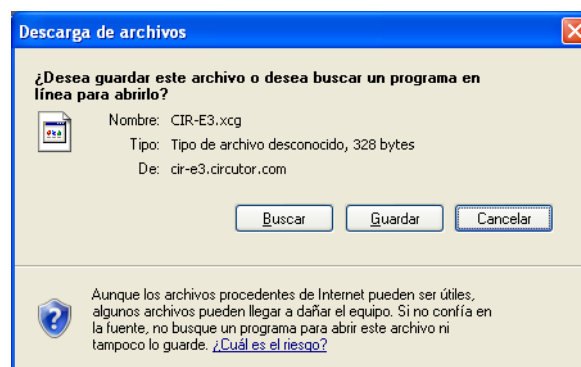 Descarga de archivos
¿Desea guardar este archivo o desea buscar un programa en
línea para abrirlo?
Nombre: CIR-E3.xcg
Tipo: Tipo de archivo desconocido, 328 bytes
De: cir-e3.circutor.com
Buscar Guardar Cancelar
Aunque los archivos procedentes de Internet pueden ser útiles,
algunos archivos pueden llegar a dañar el equipo. Si no confía en
la fuente, no busque un programa para abrir este archivo ni
tampoco lo guarde. ¿Cuál es el riesgo?